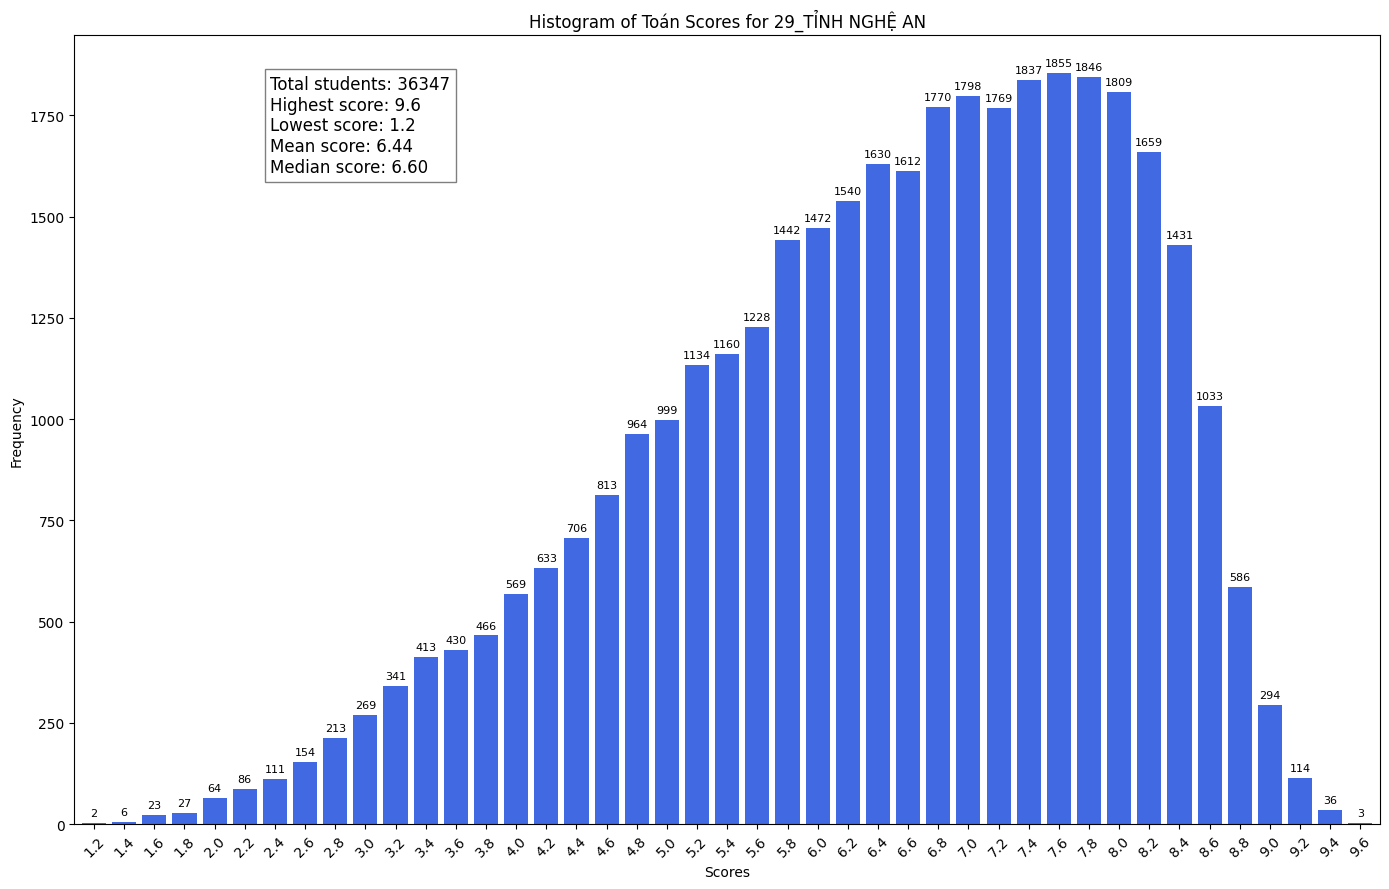 Histogram of Toán Scores for 29_TỈNH NGHỆ AN
Total students: 36347
Highest score: 9.6
Lowest score: 1.2
Mean score: 6.44
Median score: 6.60
Frequency
1750
1500
1250
1000
750
500
250
0
2 6 23 27 64 86 111 154 213 269 341 413 430 466 569 633 706 813 964 999 1134 1160 1228 1442 1472 1540 1630 1612 1770 1798 1769 1837 1855 1846 1809 1659 1431 1033 586 294 114 36 3
1.2 1.4 1.6 1.8 2.0 2.2 2.4 2.6 2.8 3.0 3.2 3.4 3.6 3.8 4.0 4.2 4.4 4.6 4.8 5.0 5.2 5.4 5.6 5.8 6.0 6.2 6.4 6.6 6.8 7.0 7.2 7.4 7.6 7.8 8.0 8.2 8.4 8.6 8.8 9.0 9.2 9.4 9.6
Scores